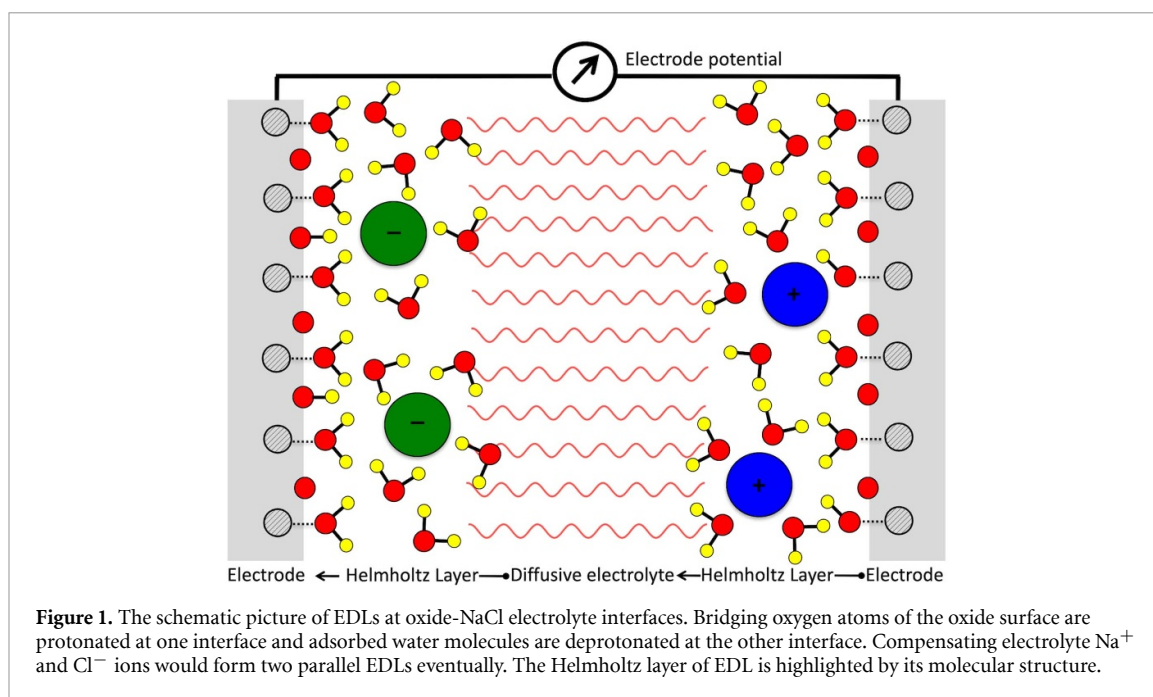 Electrode potential
−
+
−
+
Electrode
Helmholtz Layer
Diffusive electrolyte
Helmholtz Layer
Electrode
Figure 1. The schematic picture of EDLs at oxide-NaCl electrolyte interfaces. Bridging oxygen atoms of the oxide surface are
protonated at one interface and adsorbed water molecules are deprotonated at the other interface. Compensating electrolyte Na⁺
and Cl⁻ ions would form two parallel EDLs eventually. The Helmholtz layer of EDL is highlighted by its molecular structure.